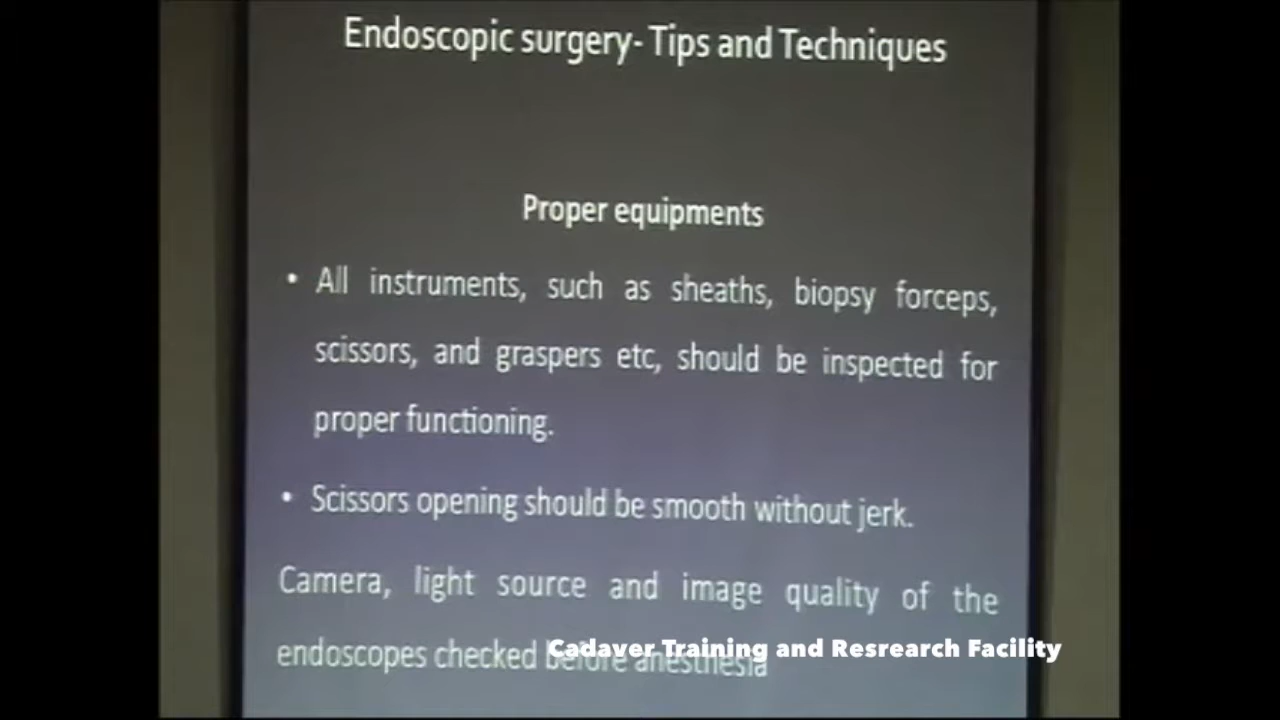 Endoscopic surgery- Tips and Techniques
Proper equipments
• All instruments, such as sheaths, biopsy forceps,
scissors, and graspers etc, should be inspected for
proper functioning.
• Scissors opening should be smooth without jerk.
Camera, light source and image quality of the
endoscopes checked before anesthesia
Cadaver Training and Resrearch Facility